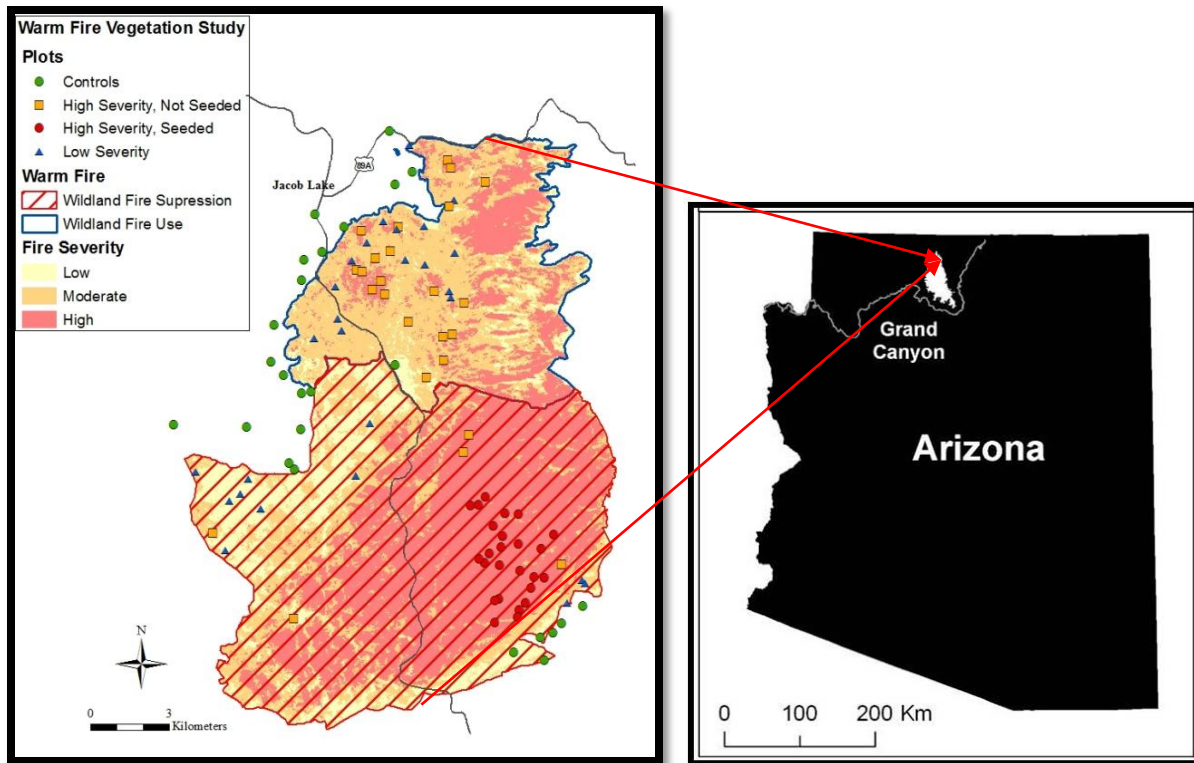 Warm Fire Vegetation Study
Plots
Controls
High Severity, Not Seeded
High Severity, Seeded
Low Severity
Warm Fire
Wildland Fire Supression
Wildland Fire Use
Fire Severity
Low
Moderate
High
89A
Jacob Lake
N
0 3
Kilometers
Grand
Canyon
Arizona
0 100 200 Km